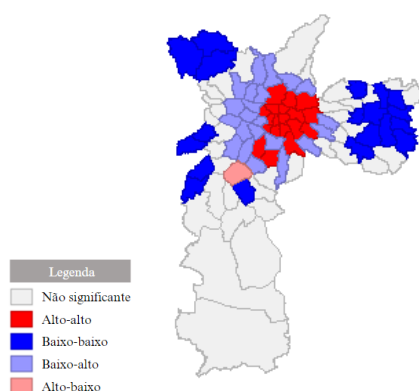 Legenda
Não significante
Alto-alto
Baixo-baixo
Baixo-alto
Alto-baixo